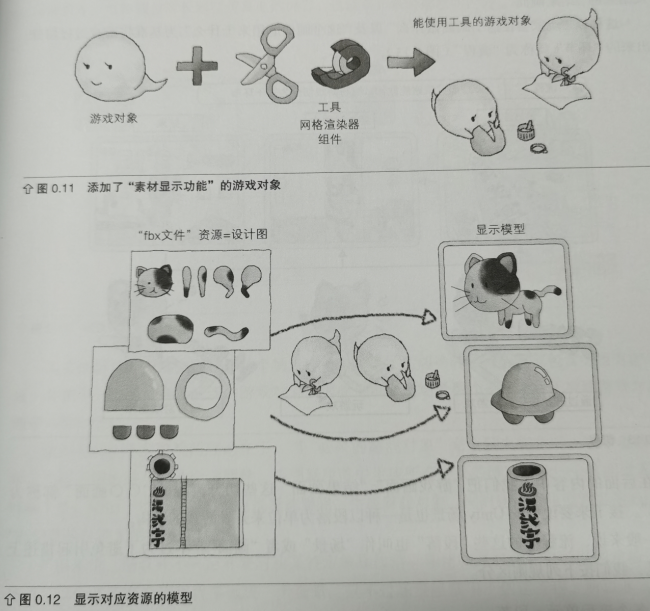 能使用工具的游戏对象
游戏对象
工具
网格渲染器
组件
图 0.11 添加了“素材显示功能”的游戏对象
“fbx文件”资源=设计图
显示模型
图 0.12 显示对应资源的模型